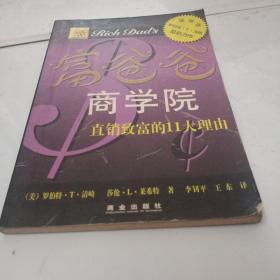 Rich Dad's
富爸爸
商学院
直销致富的11大理由
(美) 罗伯特·T·清崎 莎伦·L·莱希特 著 李钊平 王东 译
商业出版社